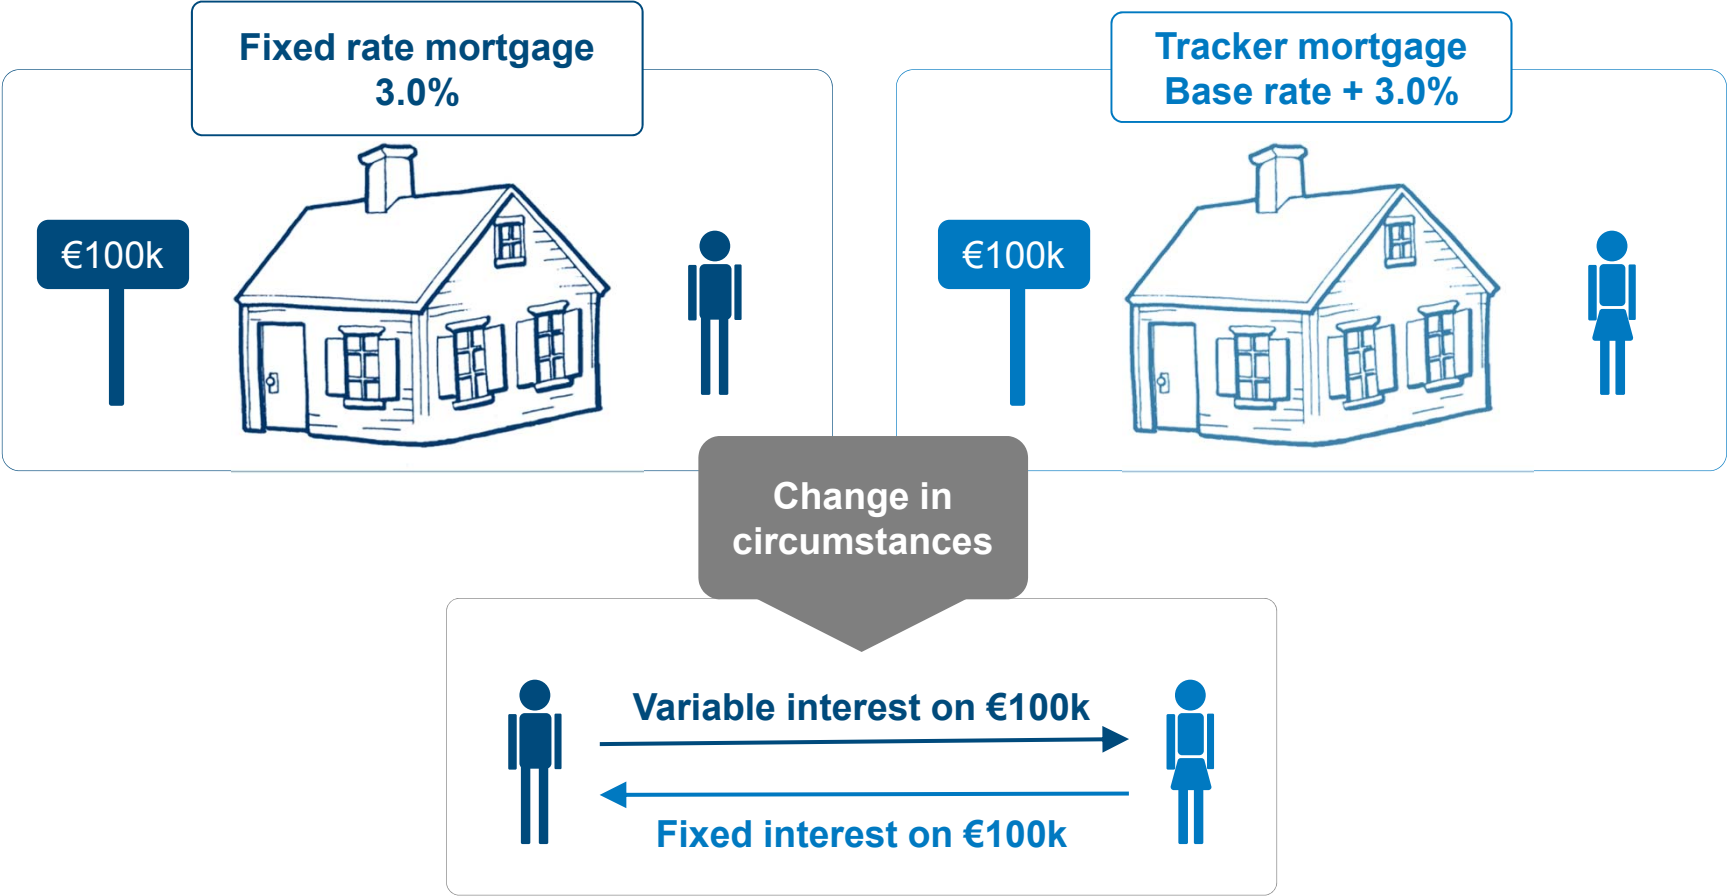 Fixed rate mortgage
3.0%
Tracker mortgage
Base rate + 3.0%
€100k
€100k
Change in
circumstances
Variable interest on €100k
Fixed interest on €100k